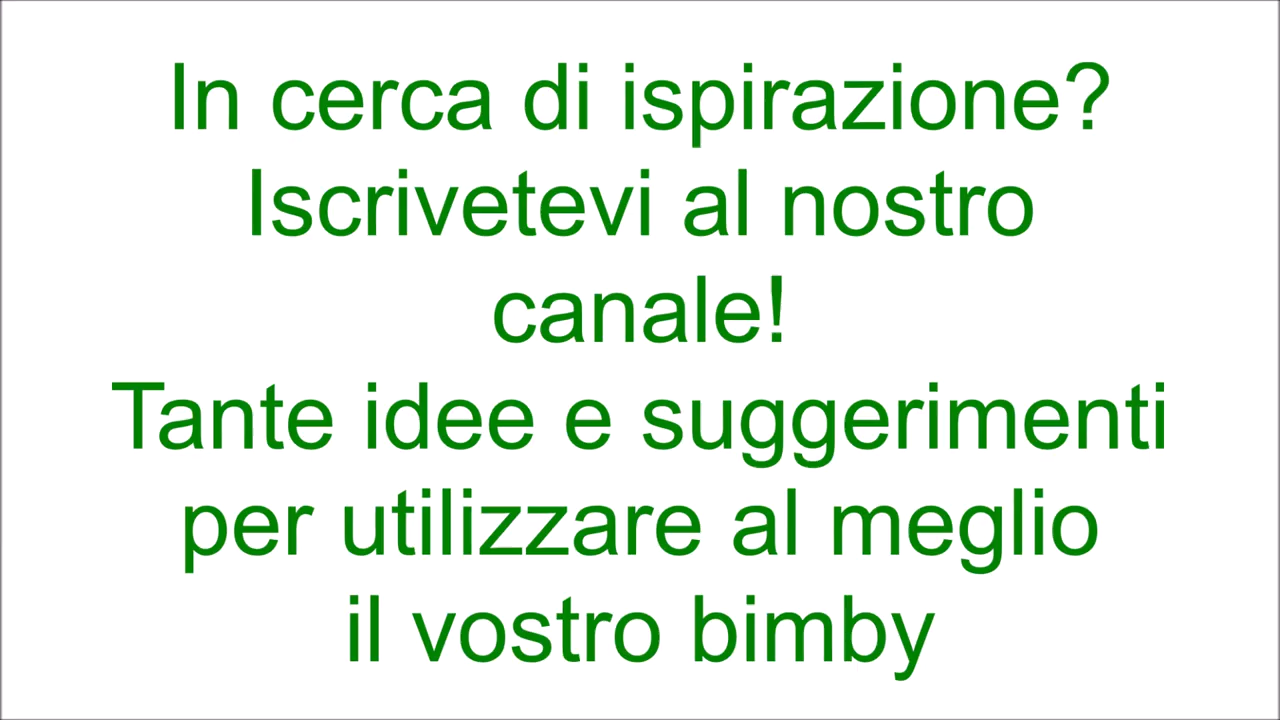 In cerca di ispirazione?
Iscrivetevi al nostro
canale!
Tante idee e suggerimenti
per utilizzare al meglio
il vostro bimby